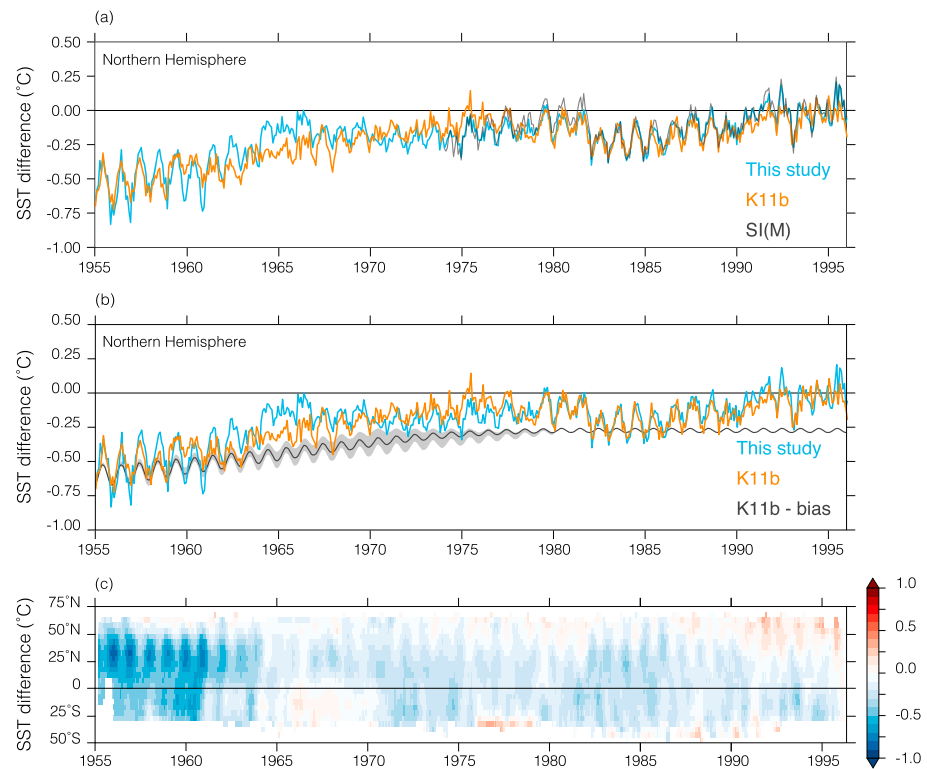 (a)
0.50
0.25
0.00
-0.25
-0.50
-0.75
-1.00
SST difference (˚C)
Northern Hemisphere
This study
K11b
SI(M)
1955 1960 1965 1970 1975 1980 1985 1990 1995
(b)
0.50
0.25
0.00
-0.25
-0.50
-0.75
-1.00
SST difference (˚C)
Northern Hemisphere
This study
K11b
K11b - bias
1955 1960 1965 1970 1975 1980 1985 1990 1995
(c)
75˚N
50˚N
25˚N
0
25˚S
50˚S
SST difference (˚C)
1955 1960 1965 1970 1975 1980 1985 1990 1995
1.0
0.5
0.0
-0.5
-1.0